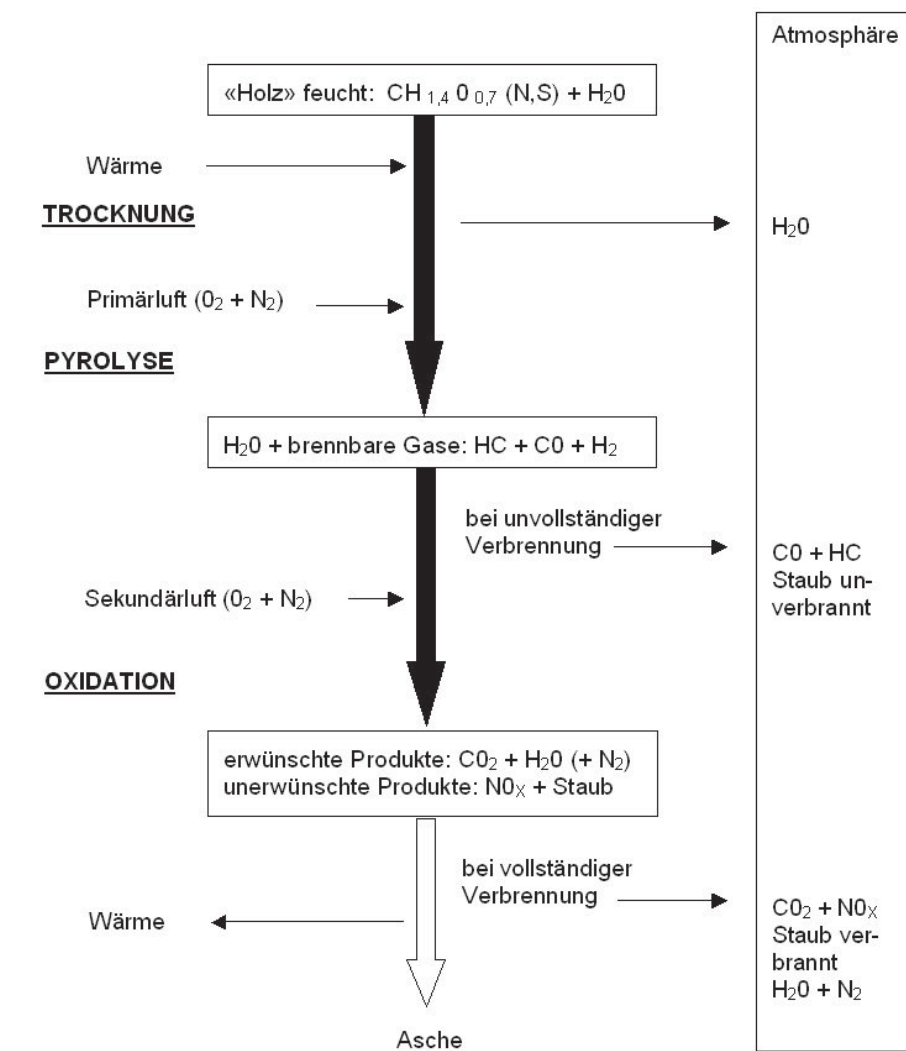 Atmosphäre
«Holz» feucht: CH 1,4 0 0,7 (N,S) + H20
Wärme
TROCKNUNG
H20
Primärluft (02 + N2)
PYROLYSE
H20 + brennbare Gase: HC + C0 + H2
bei unvollständiger
Verbrennung
C0 + HC
Staub un-
verbrannt
Sekundärluft (02 + N2)
OXIDATION
erwünschte Produkte: C02 + H20 (+ N2)
unerwünschte Produkte: N0X + Staub
bei vollständiger
Verbrennung
Wärme
C02 + N0X
Staub ver-
brannt
H20 + N2
Asche